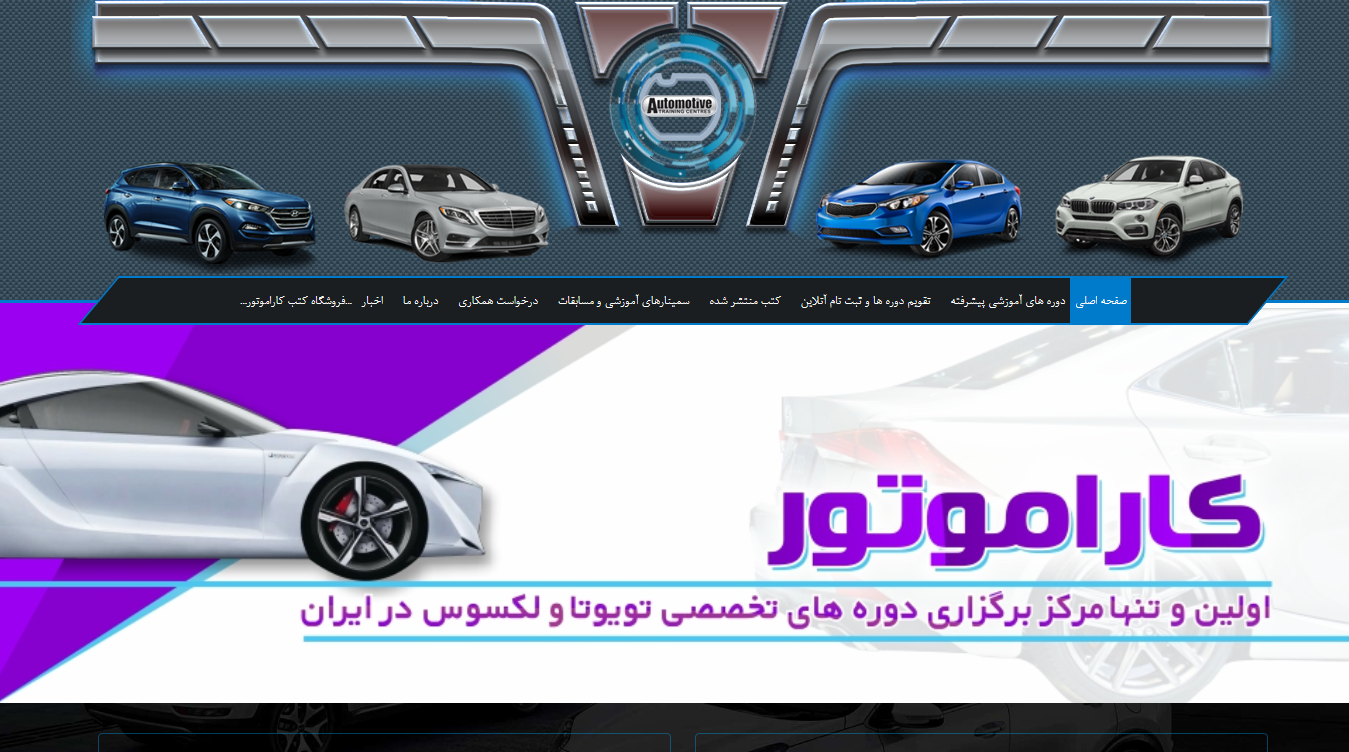 Automotive
TRAINING CENTRES
صفحه اصلی دوره های آموزشی پیشرفته تقویم دوره ها و ثبت نام آنلاین کتب منتشر شده سمینارهای آموزشی و مسابقات درخواست همکاری درباره ما اخبار ...فروشگاه کتب کاراموتور...
کاراموتور
اولین و تنها مرکز برگزاری دوره های تخصصی تویوتا و لکسوس در ایران